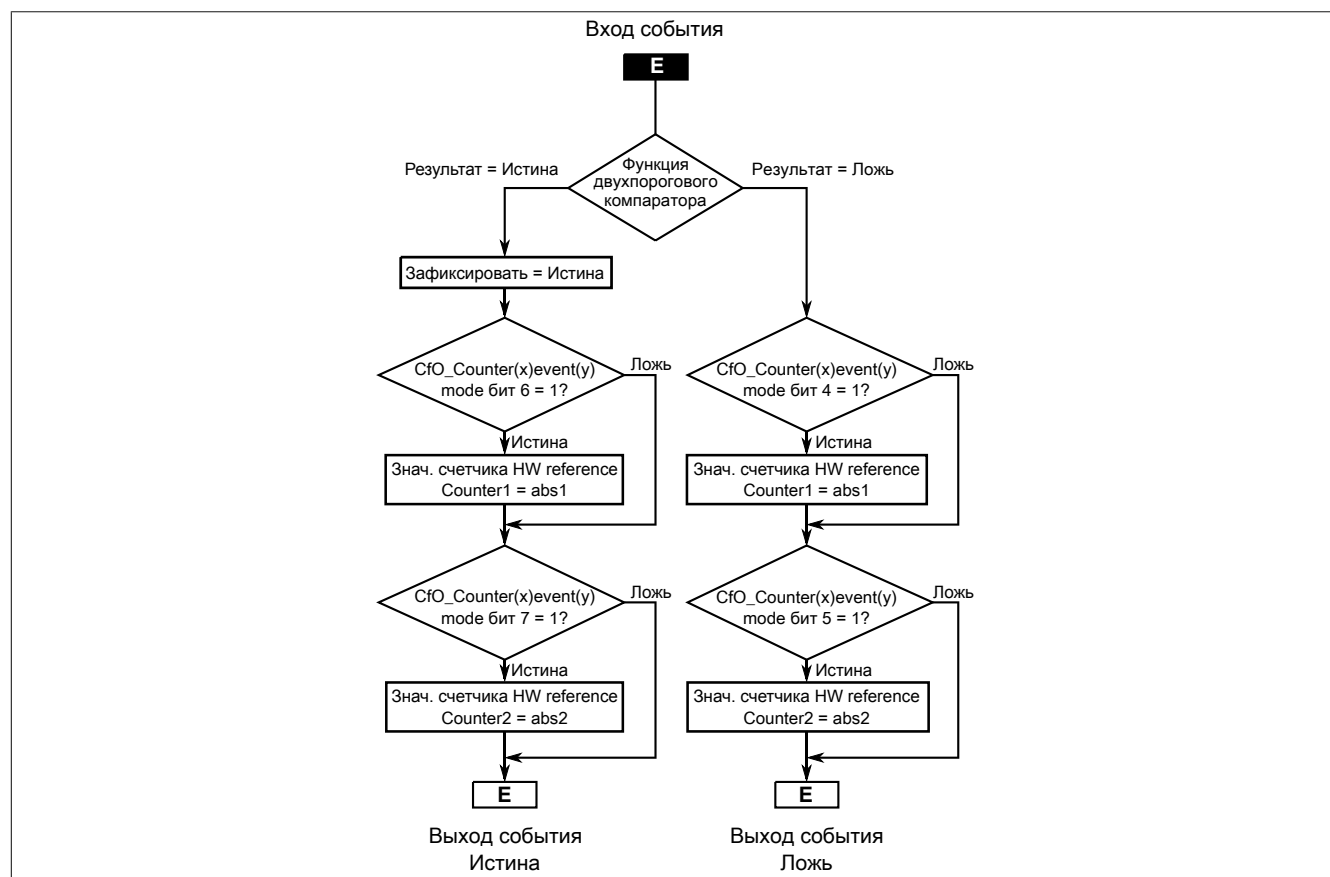 Вход события
E
Функция
двухпорогового
компаратора
Результат = Истина
Результат = Ложь
Зафиксировать = Истина
CfO_Counter(x)event(y)
mode бит 6 = 1?
Ложь
CfO_Counter(x)event(y)
mode бит 4 = 1?
Ложь
Истина
Истина
Знач. счетчика HW reference
Counter1 = abs1
Знач. счетчика HW reference
Counter1 = abs1
CfO_Counter(x)event(y)
mode бит 7 = 1?
Ложь
CfO_Counter(x)event(y)
mode бит 5 = 1?
Ложь
Истина
Истина
Знач. счетчика HW reference
Counter2 = abs2
Знач. счетчика HW reference
Counter2 = abs2
E
E
Выход события
Истина
Выход события
Ложь